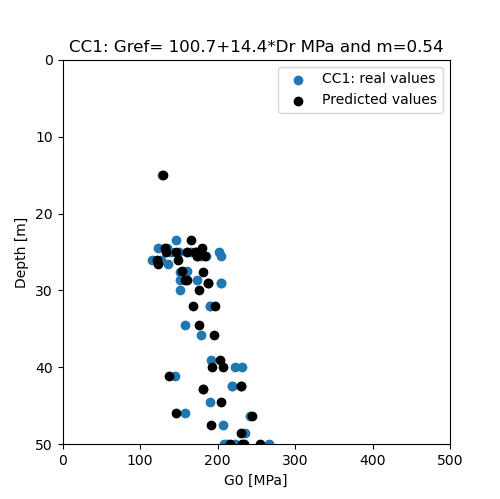 CC1: Gref= 100.7+14.4*Dr MPa and m=0.54
CC1: real values
Predicted values
0
10
20
30
40
50
Depth [m]
0
100
200
300
400
500
G0 [MPa]